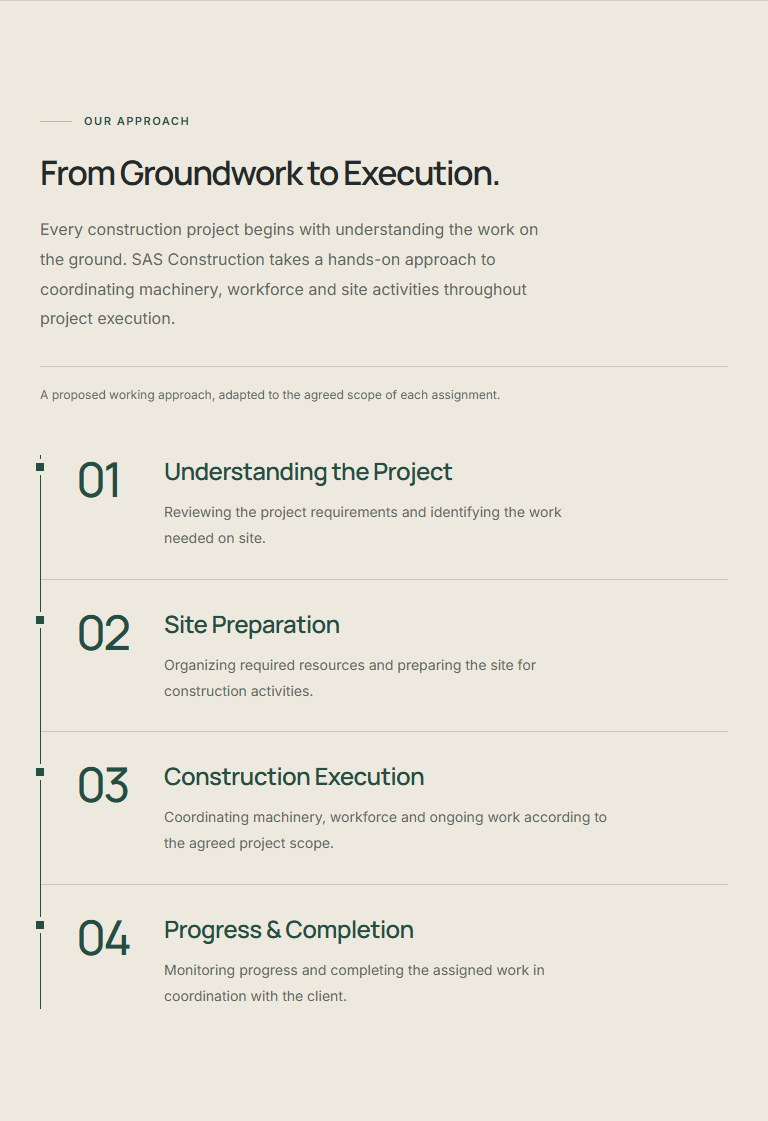 OUR APPROACH
From Groundwork to Execution.
Every construction project begins with understanding the work on
the ground. SAS Construction takes a hands-on approach to
coordinating machinery, workforce and site activities throughout
project execution.
A proposed working approach, adapted to the agreed scope of each assignment.
01
Understanding the Project
Reviewing the project requirements and identifying the work
needed on site.
02
Site Preparation
Organizing required resources and preparing the site for
construction activities.
03
Construction Execution
Coordinating machinery, workforce and ongoing work according to
the agreed project scope.
04
Progress & Completion
Monitoring progress and completing the assigned work in
coordination with the client.